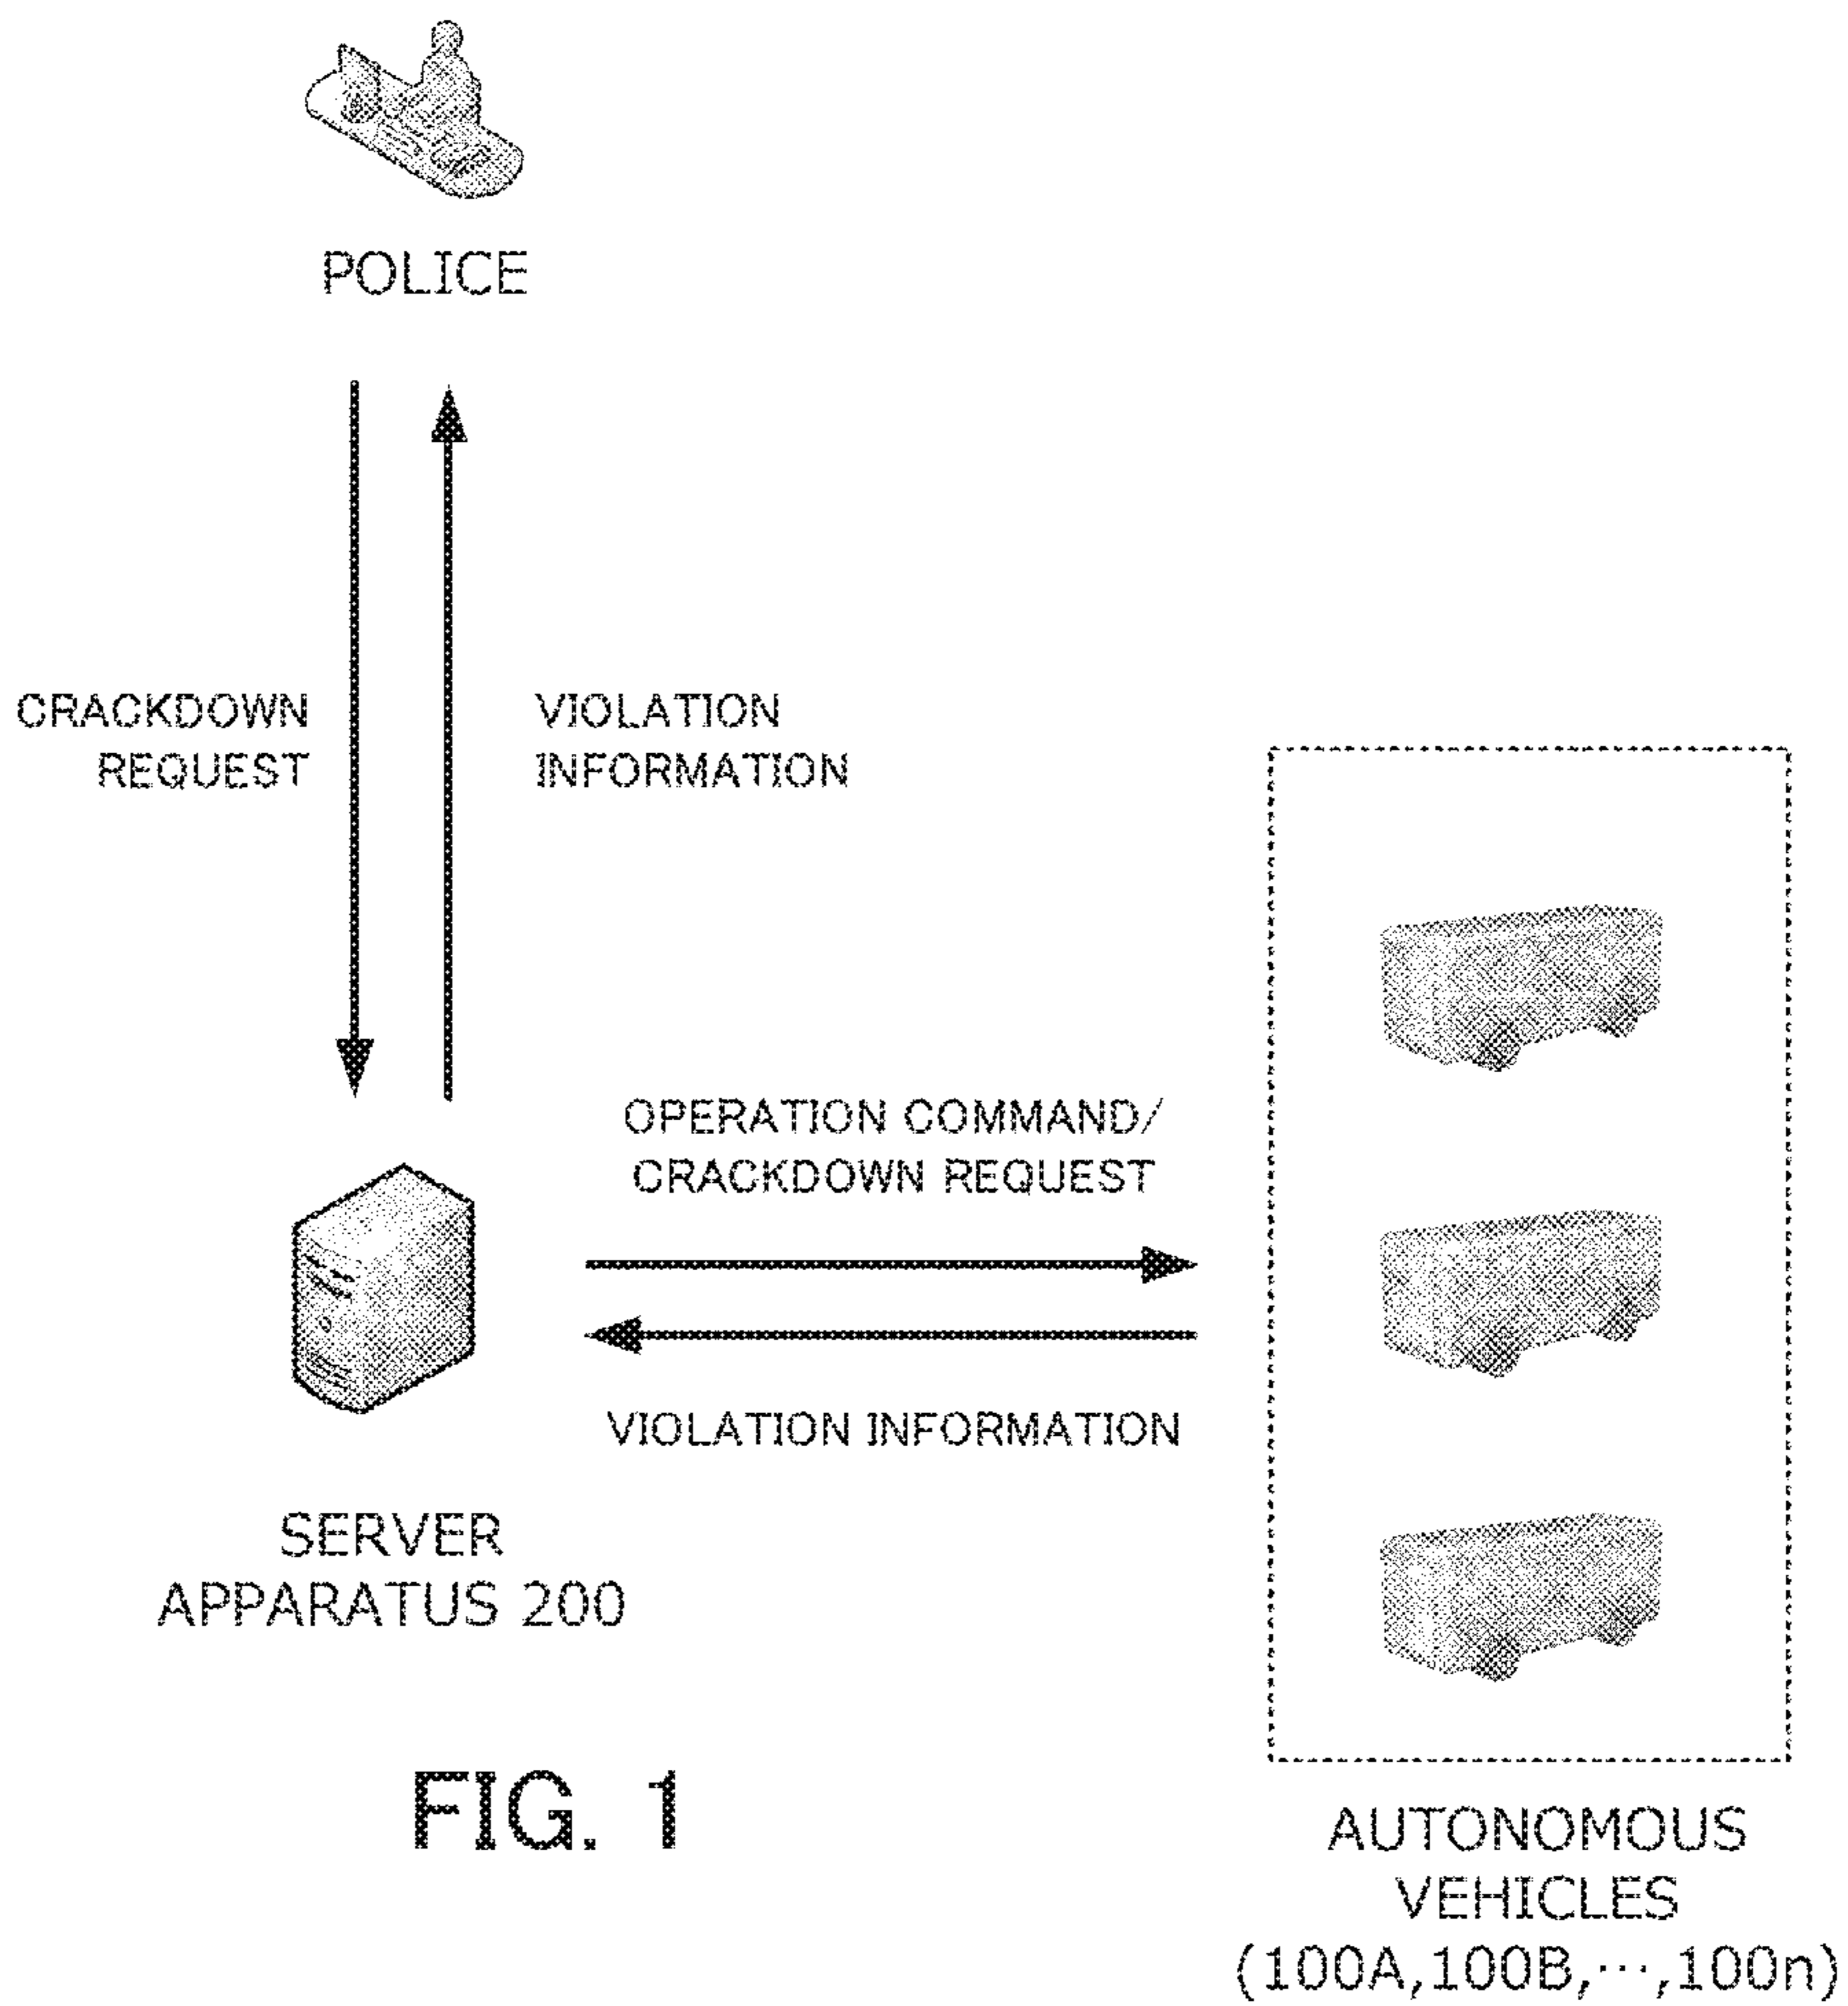 POLICE
CRACKDOWN
REQUEST
VIOLATION
INFORMATION
OPERATION COMMAND/
CRACKDOWN REQUEST
VIOLATION INFORMATION
SERVER
APPARATUS 200
FIG. 1
AUTONOMOUS
VEHICLES
(100A,100B,···,100n)